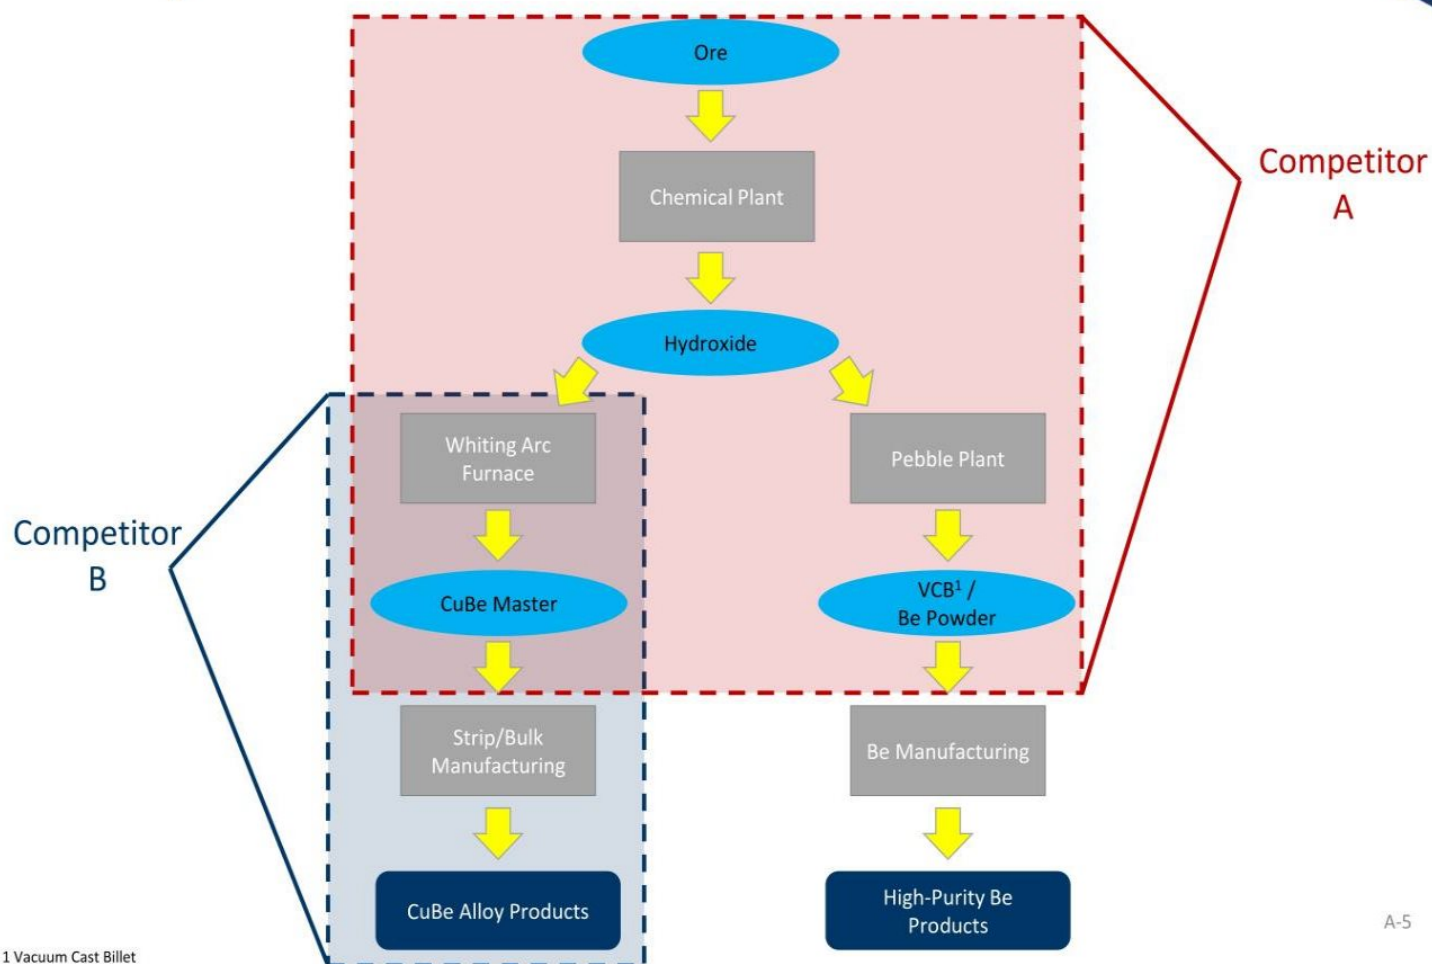 Ore
Chemical Plant
Hydroxide
Competitor
A
Whiting Arc
Furnace
Pebble Plant
Competitor
B
CuBe Master
VCB¹ /
Be Powder
Strip/Bulk
Manufacturing
Be Manufacturing
CuBe Alloy Products
High-Purity Be
Products
A-5
1 Vacuum Cast Billet